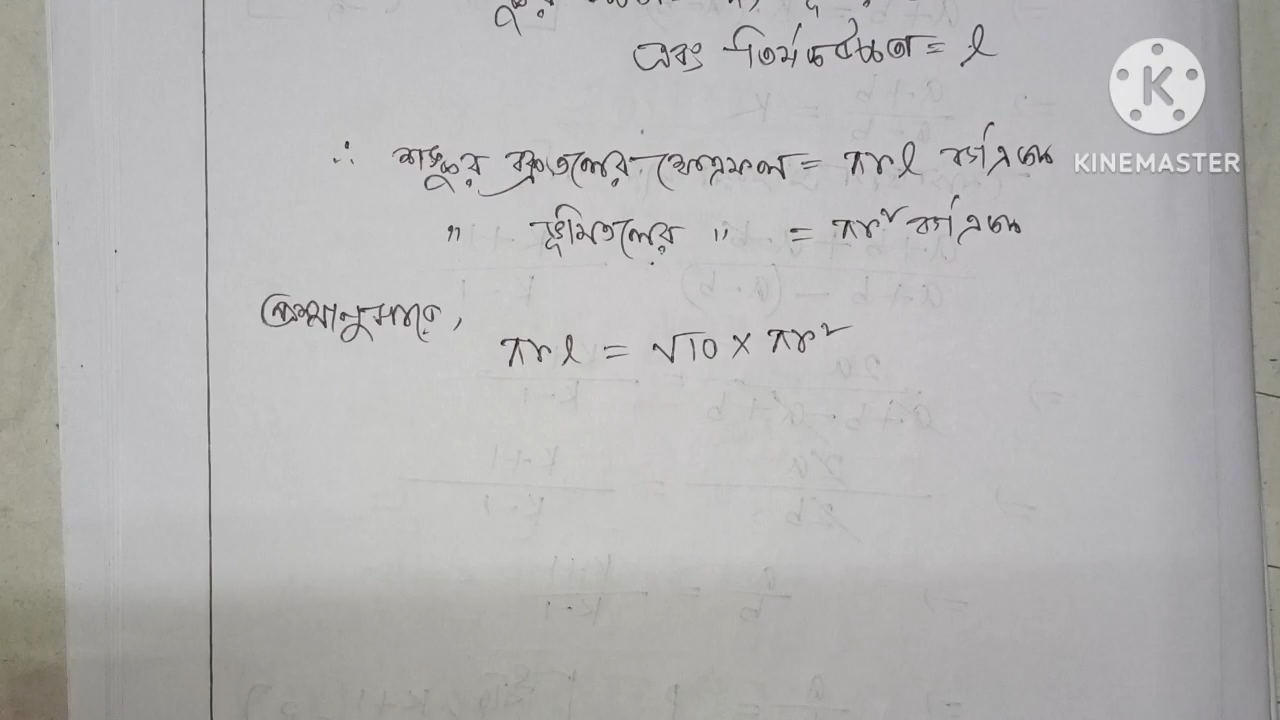 এবং তির্যক উচ্চতা = l
K
KINEMASTER
∴ শঙ্কুর বক্রতলের ক্ষেত্রফল = πrl বর্গ একক
" ভূমিতলের " = πr² বর্গ একক
প্রশ্নানুসারে,
πrl = √10 × πr²